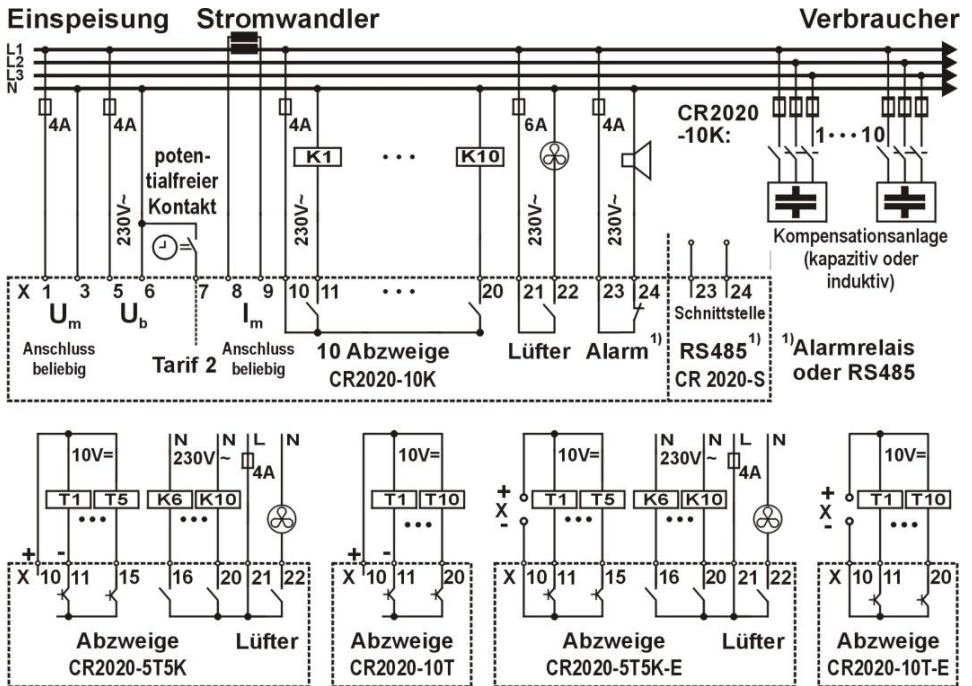 Einspeisung Stromwandler Verbraucher
L1
L2
L3
N
4A 4A 4A 6A 4A
CR2020
-10K:
1 • • • 10
poten-
tialfreier
Kontakt
K1 • • • K10
230V~ 230V~ 230V~ 230V~
Kompensationsanlage
(kapazitiv oder
induktiv)
X 1 3 5 6 7 8 9 10 11 • • • 20 21 22 23 24 23 24
Um Ub Im
Schnittstelle
Anschluss
beliebig
Tarif 2
Anschluss
beliebig
10 Abzweige
CR2020-10K
Lüfter
Alarm 1)
RS485 1)
CR 2020-S
1) Alarmrelais
oder RS485
N N L N
10V= 230V ~ 4A
T1 T5 K6 K10
• • • • • •
+ -
X 10 11 15 16 20 21 22
Abzweige Lüfter
CR2020-5T5K
10V=
T1 T10
• • •
+ -
X 10 11 20
Abzweige
CR2020-10T
N N L N
10V= 230V ~ 4A
+
X
-
T1 T5 K6 K10
• • • • • •
X 10 11 15 16 20 21 22
Abzweige Lüfter
CR2020-5T5K-E
10V=
+
X
-
T1 T10
• • •
X 10 11 20
Abzweige
CR2020-10T-E